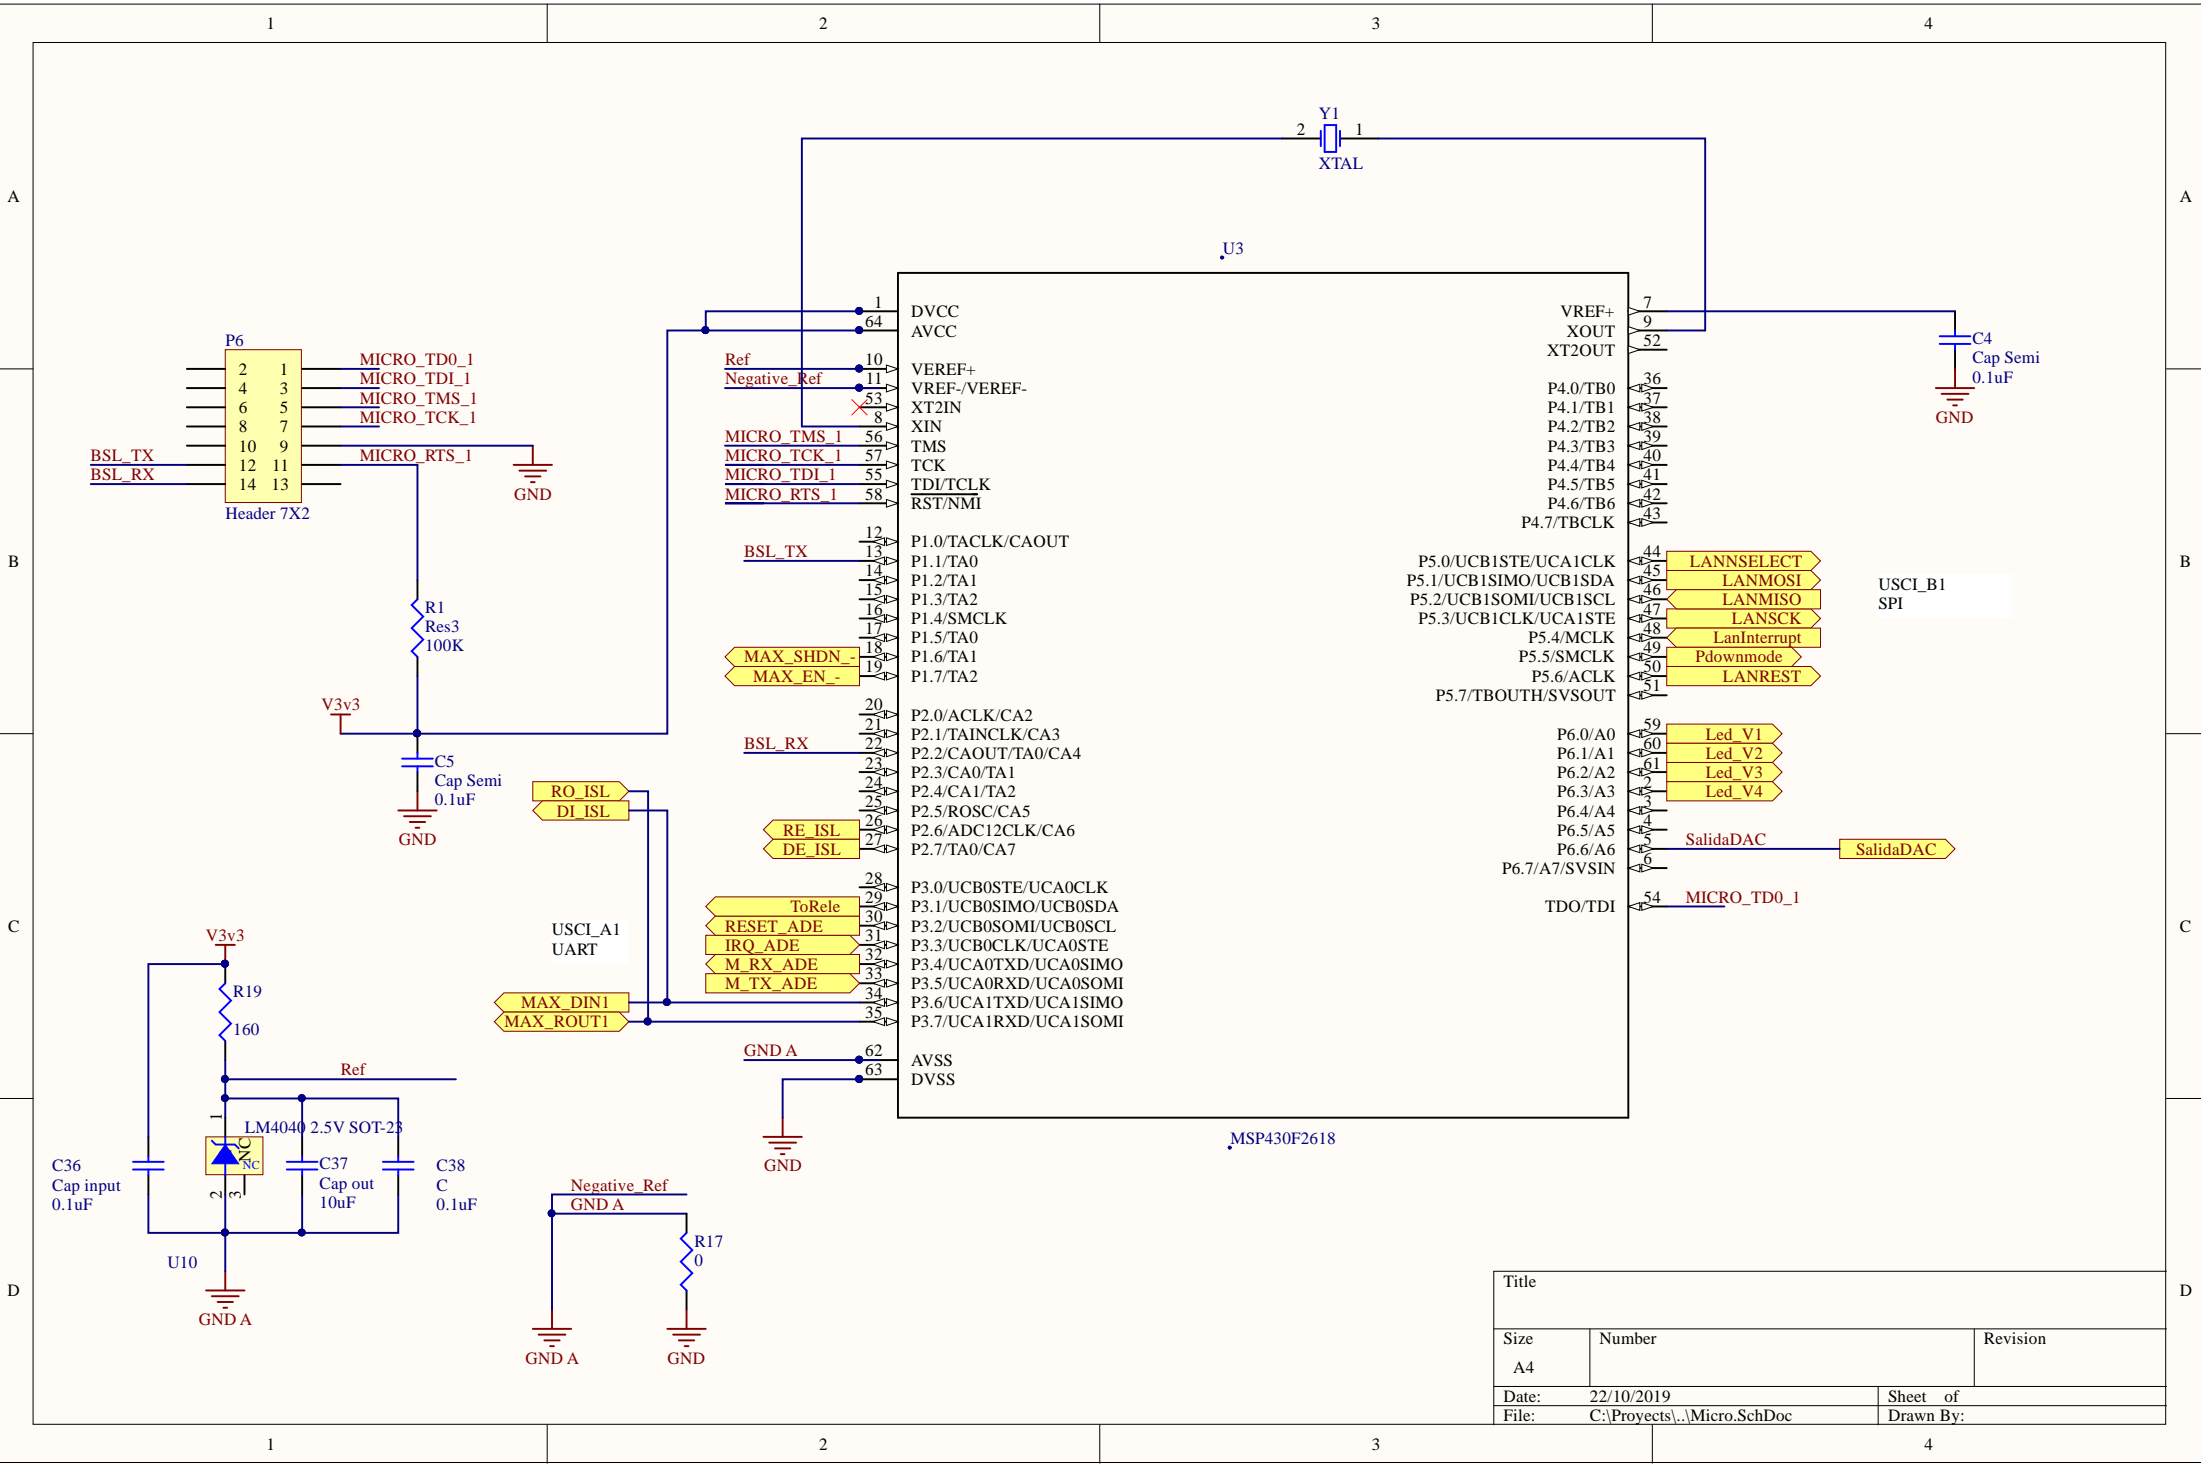 1 2 3 4
A A
B B
C C
D D
1 2 3 4
Y1
2 1
XTAL
U3
P6
2 1 MICRO_TD0_1
4 3 MICRO_TDI_1
6 5 MICRO_TMS_1
8 7 MICRO_TCK_1
10 9
BSL_TX 12 11 MICRO_RTS_1
BSL_RX 14 13
Header 7X2
GND
R1
Res3
100K
V3v3
C5
Cap Semi
0.1uF
GND
1 DVCC
64 AVCC
Ref 10 VEREF+
Negative_Ref 11 VREF-/VEREF-
53 XT2IN
8 XIN
MICRO_TMS_1 56 TMS
MICRO_TCK_1 57 TCK
MICRO_TDI_1 55 TDI/TCLK
MICRO_RTS_1 58 RST/NMI
12 P1.0/TACLK/CAOUT
BSL_TX 13 P1.1/TA0
14 P1.2/TA1
15 P1.3/TA2
16 P1.4/SMCLK
17 P1.5/TA0
MAX_SHDN_- 18 P1.6/TA1
MAX_EN_- 19 P1.7/TA2
20 P2.0/ACLK/CA2
21 P2.1/TAINCLK/CA3
BSL_RX 22 P2.2/CAOUT/TA0/CA4
23 P2.3/CA0/TA1
24 P2.4/CA1/TA2
25 P2.5/ROSC/CA5
RE_ISL 26 P2.6/ADC12CLK/CA6
DE_ISL 27 P2.7/TA0/CA7
RO_ISL
DI_ISL
28 P3.0/UCB0STE/UCA0CLK
ToRele 29 P3.1/UCB0SIMO/UCB0SDA
RESET_ADE 30 P3.2/UCB0SOMI/UCB0SCL
IRQ_ADE 31 P3.3/UCB0CLK/UCA0STE
M_RX_ADE 32 P3.4/UCA0TXD/UCA0SIMO
M_TX_ADE 33 P3.5/UCA0RXD/UCA0SOMI
MAX_DIN1 34 P3.6/UCA1TXD/UCA1SIMO
MAX_ROUT1 35 P3.7/UCA1RXD/UCA1SOMI
USCI_A1
UART
GND A 62 AVSS
63 DVSS
GND
VREF+ 7
XOUT 9
XT2OUT 52
C4
Cap Semi
0.1uF
GND
P4.0/TB0 36
P4.1/TB1 37
P4.2/TB2 38
P4.3/TB3 39
P4.4/TB4 40
P4.5/TB5 41
P4.6/TB6 42
P4.7/TBCLK 43
P5.0/UCB1STE/UCA1CLK 44 LANNSELECT
P5.1/UCB1SIMO/UCB1SDA 45 LANMOSI
P5.2/UCB1SOMI/UCB1SCL 46 LANMISO
P5.3/UCB1CLK/UCA1STE 47 LANSCK
P5.4/MCLK 48 LanInterrupt
P5.5/SMCLK 49 Pdownmode
P5.6/ACLK 50 LANREST
P5.7/TBOUTH/SVSOUT 51
USCI_B1
SPI
P6.0/A0 59 Led_V1
P6.1/A1 60 Led_V2
P6.2/A2 61 Led_V3
P6.3/A3 2 Led_V4
P6.4/A4 3
P6.5/A5 4
P6.6/A6 5 SalidaDAC SalidaDAC
P6.7/A7/SVSIN 6
TDO/TDI 54 MICRO_TD0_1
MSP430F2618
V3v3
R19
160
Ref
1
LM4040 2.5V SOT-23
NC
NC
2 3
C36
Cap input
0.1uF
C37
Cap out
10uF
C38
C
0.1uF
U10
GND A
Negative_Ref
GND A
R17
0
GND A
GND
Title
Size Number Revision
A4
Date: 22/10/2019 Sheet of
File: C:\Proyects\..\Micro.SchDoc Drawn By: